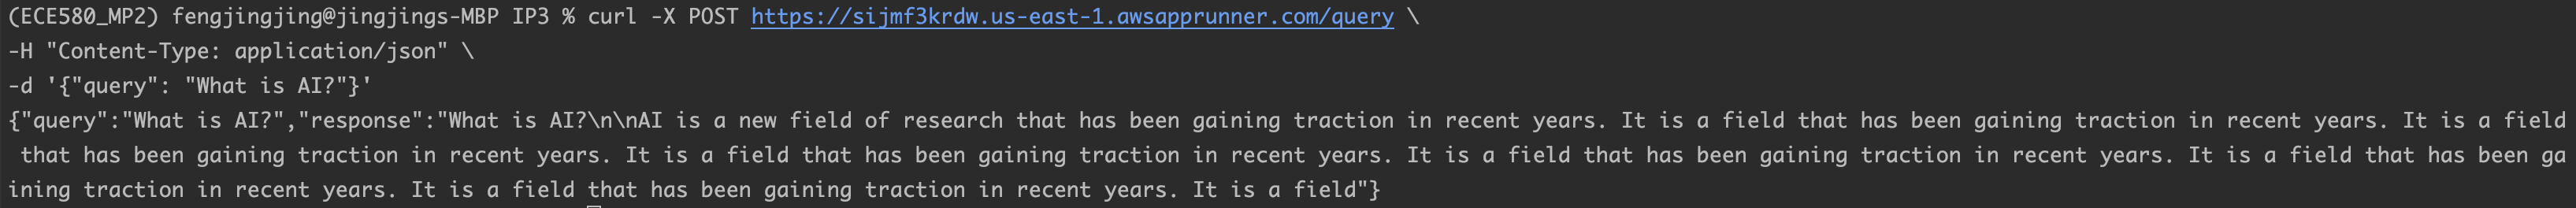 (ECE580_MP2) fengjingjing@jingjings-MBP IP3 % curl -X POST https://sijmf3krdw.us-east-1.awsapprunner.com/query \
-H "Content-Type: application/json" \
-d '{"query": "What is AI?"}'
{"query":"What is AI?","response":"What is AI?\n\nAI is a new field of research that has been gaining traction in recent years. It is a field that has been gaining traction in recent years. It is a field
 that has been gaining traction in recent years. It is a field that has been gaining traction in recent years. It is a field that has been gaining traction in recent years. It is a field that has been ga
ining traction in recent years. It is a field that has been gaining traction in recent years. It is a field"}